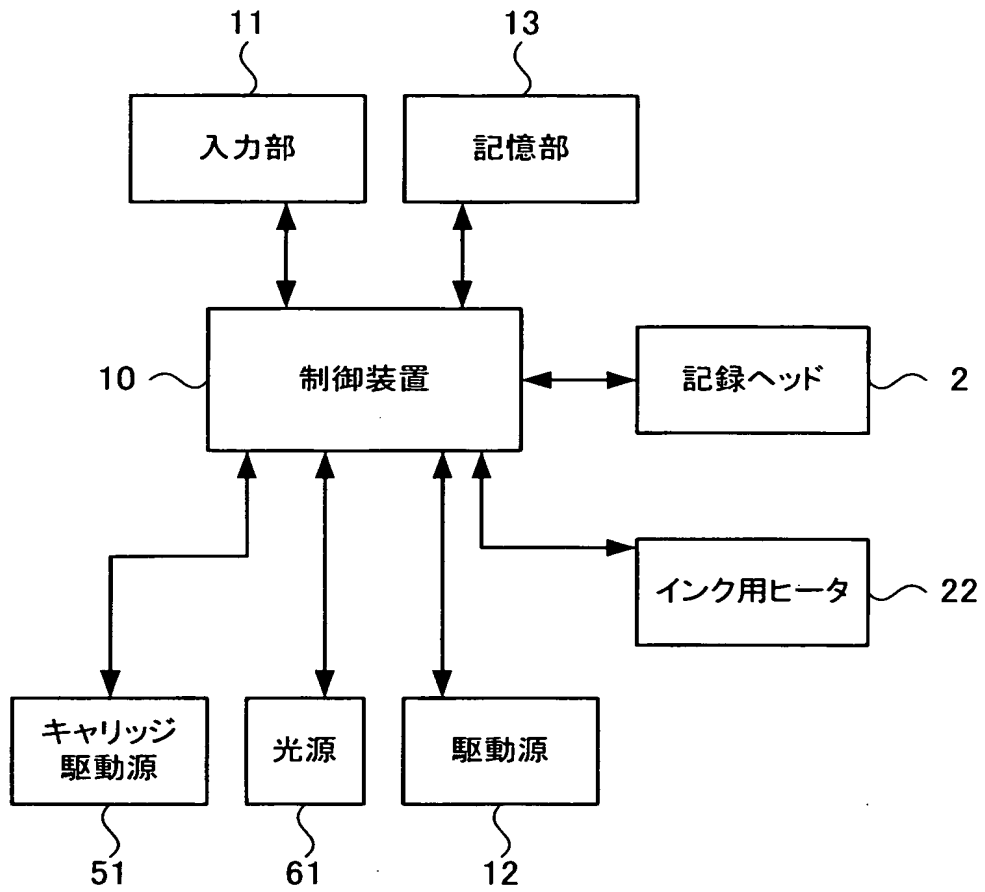 11
13
入力部
記憶部
10
制御装置
記録ヘッド
2
インク用ヒータ
22
キャリッジ
駆動源
光源
駆動源
51
61
12